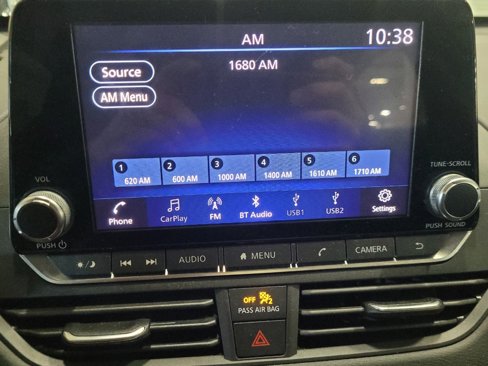 AM 10:38
Source
1680 AM
AM Menu
1 2 3 4 5 6
620 AM 600 AM 1000 AM 1400 AM 1610 AM 1710 AM
VOL TUNE·SCROLL
Phone CarPlay FM BT Audio USB1 USB2 Settings
PUSH PUSH SOUND
AUDIO MENU CAMERA
OFF 2
PASS AIR BAG